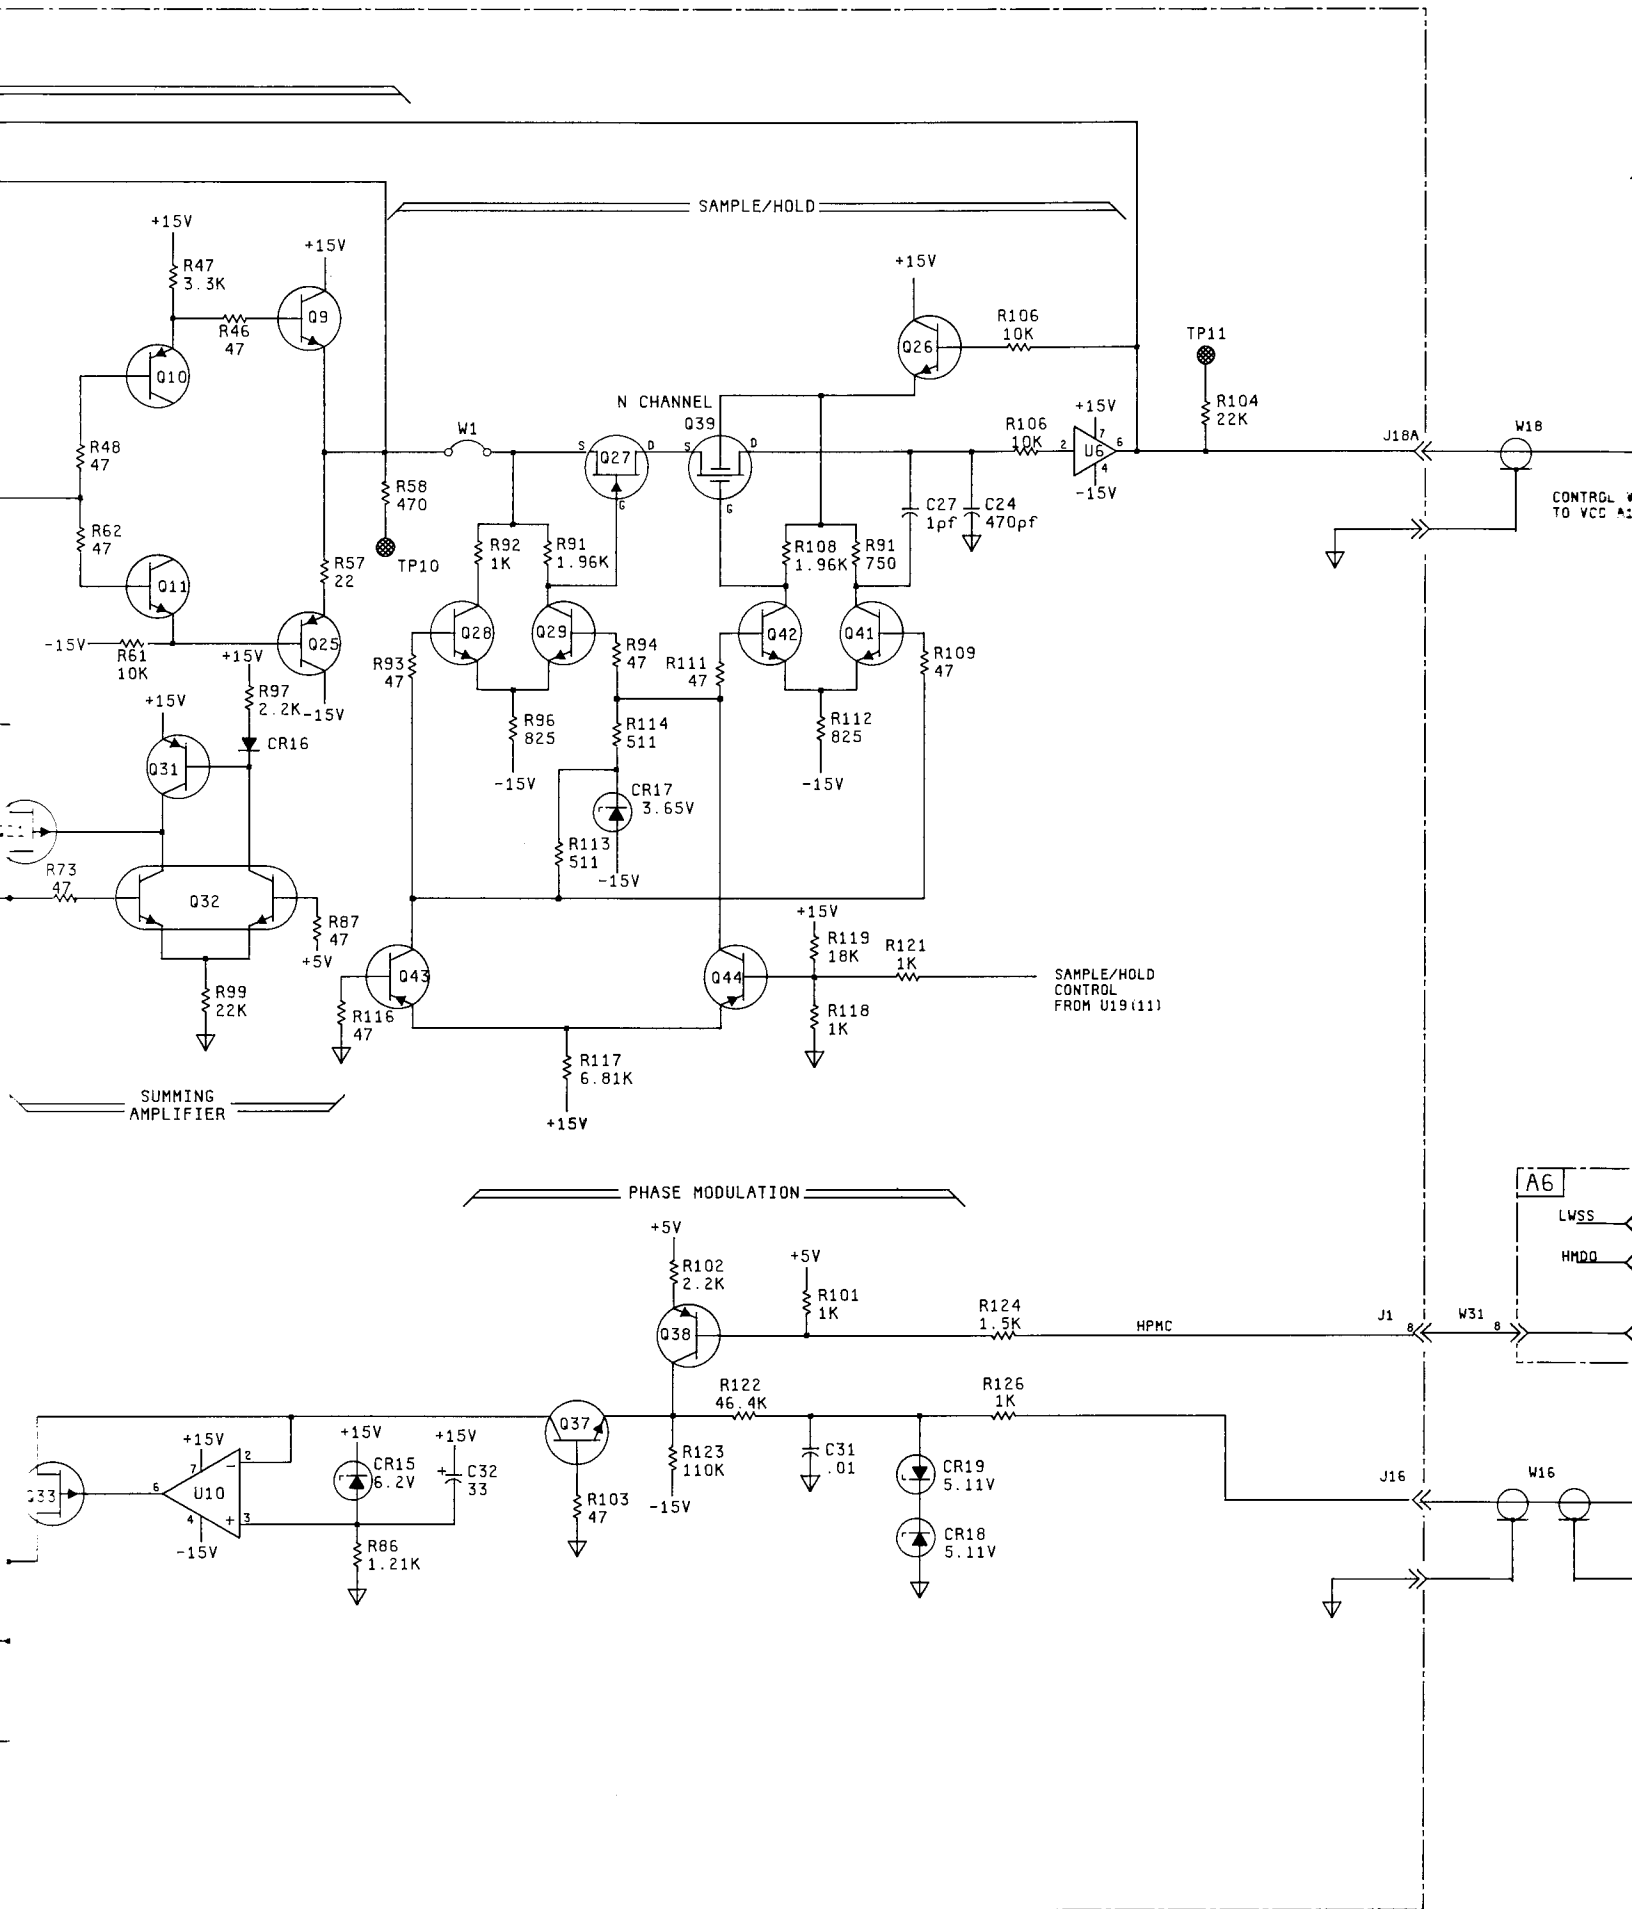 SAMPLE/HOLD
+15V
R47
3.3K
+15V
Q9
R46
47
Q10
R48
47
R62
47
Q11
-15V
R61
10K
R57
22
Q25
-15V
R58
470
TP10
W1
+15V
Q26
R106
10K
N CHANNEL
Q39
S
Q27
D
G
S
D
G
R106
10K
+15V
2
7
U6
6
4
-15V
TP11
R104
22K
J18A
W18
CONTROL
TO VCO
C27
1pf
C24
470pf
R92
1K
R91
1.96K
R108
1.96K
R91
750
Q28
Q29
Q42
Q41
R93
47
R94
47
R111
47
R109
47
R96
825
-15V
R114
511
R112
825
-15V
CR17
3.65V
-15V
R113
511
+15V
R97
2.2K
CR16
+15V
Q31
R73
47
Q32
R87
47
+5V
R99
22K
Q43
R116
47
Q44
+15V
R119
18K
R121
1K
R118
1K
SAMPLE/HOLD
CONTROL
FROM U19(11)
R117
6.81K
+15V
SUMMING
AMPLIFIER
PHASE MODULATION
+5V
R102
2.2K
Q38
+5V
R101
1K
R124
1.5K
HPMC
J1
8
W31
8
A6
LWSS
HMDO
R122
46.4K
R126
1K
Q37
R103
47
R123
110K
-15V
C31
.01
CR19
5.11V
CR18
5.11V
J16
W16
Q33
+15V
7
2
-
6
U10
4
+
3
-15V
+15V
CR15
6.2V
+15V
+
C32
33
R86
1.21K